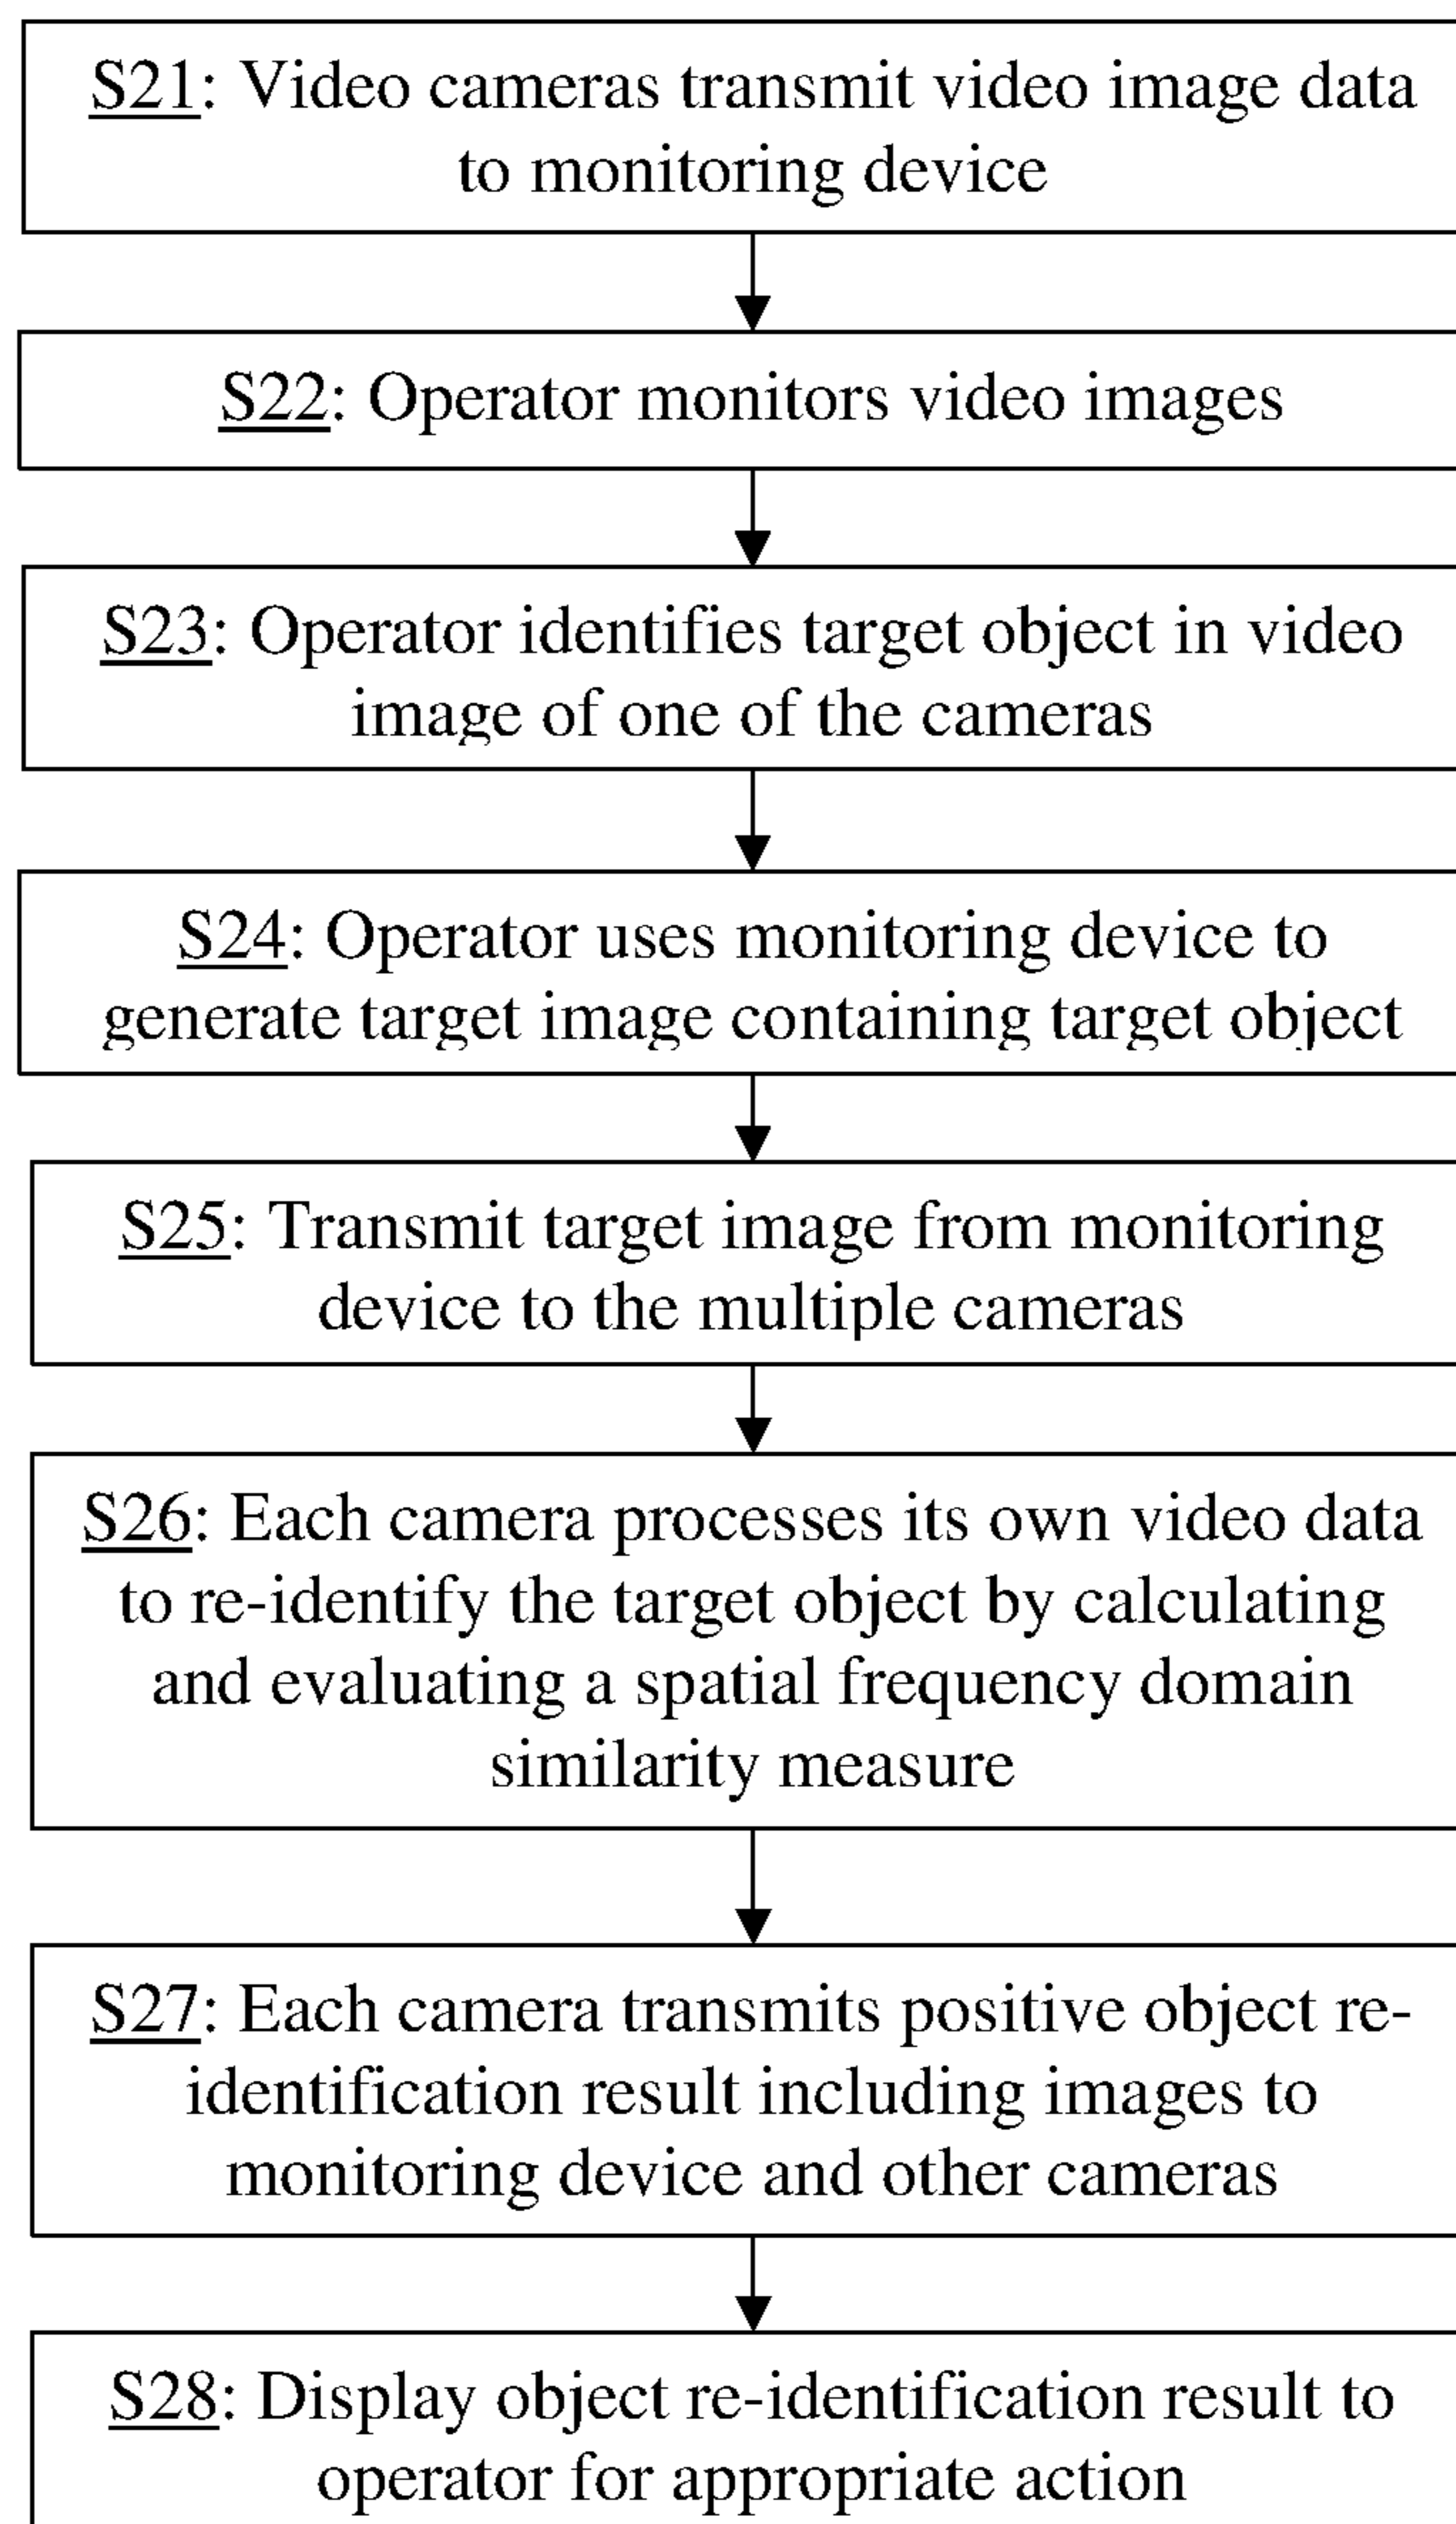 S21: Video cameras transmit video image data
to monitoring device
S22: Operator monitors video images
S23: Operator identifies target object in video
image of one of the cameras
S24: Operator uses monitoring device to
generate target image containing target object
S25: Transmit target image from monitoring
device to the multiple cameras
S26: Each camera processes its own video data
to re-identify the target object by calculating
and evaluating a spatial frequency domain
similarity measure
S27: Each camera transmits positive object re-
identification result including images to
monitoring device and other cameras
S28: Display object re-identification result to
operator for appropriate action